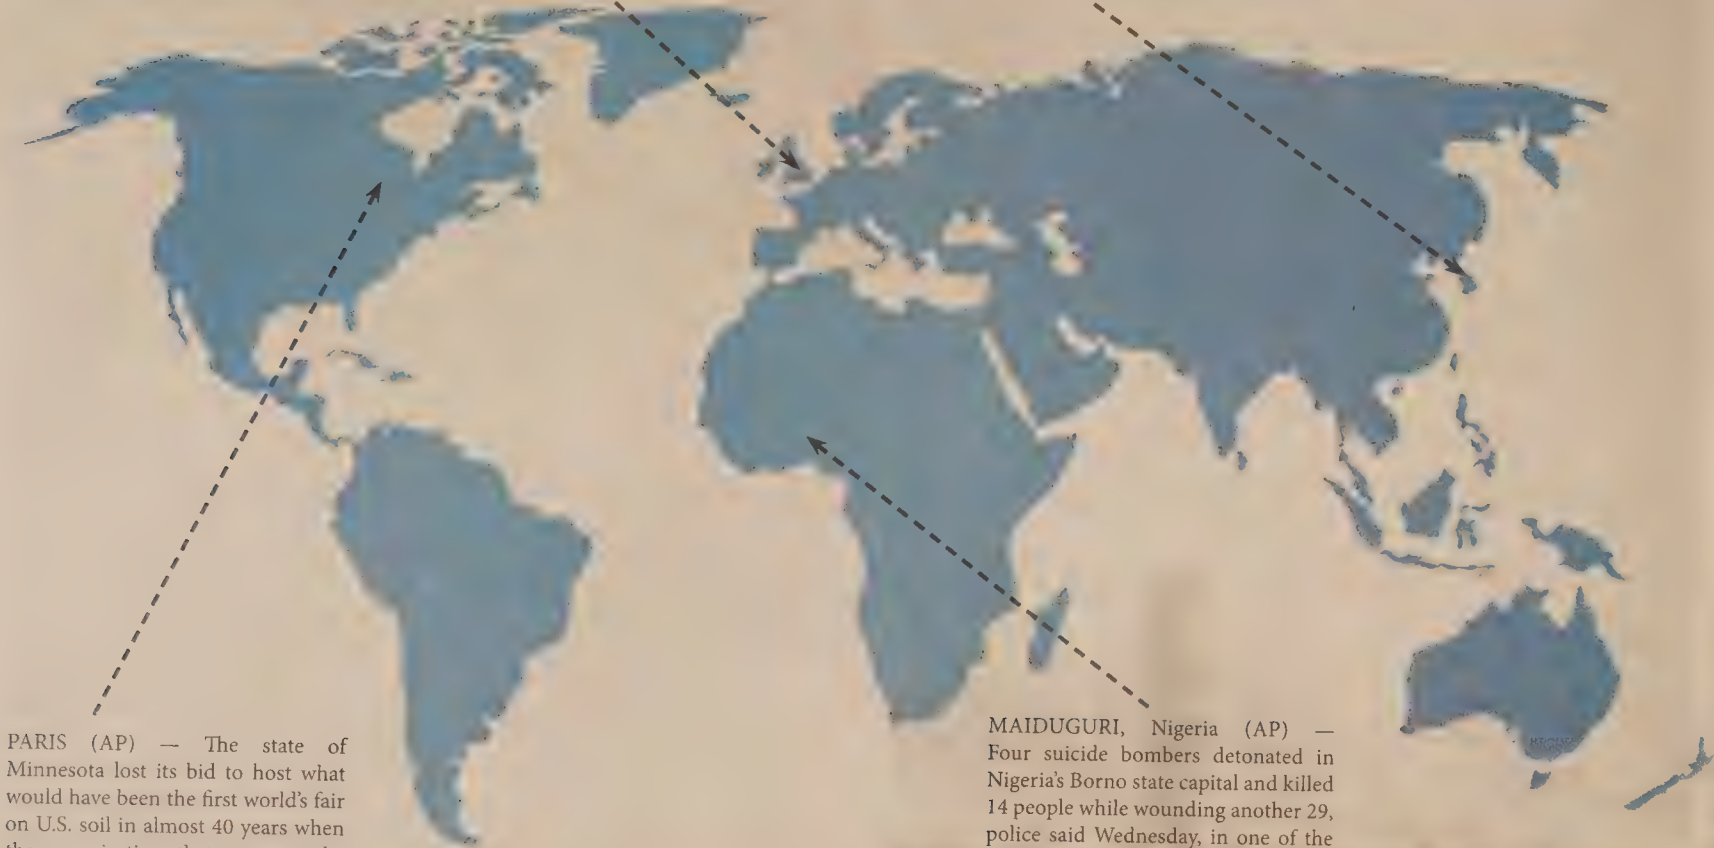 PARIS (AP) — The state of
Minnesota lost its bid to host what
would have been the first world's fair
on U.S. soil in almost 40 years when
MAIDUGURI, Nigeria (AP) —
Four suicide bombers detonated in
Nigeria's Borno state capital and killed
14 people while wounding another 29,
police said Wednesday, in one of the